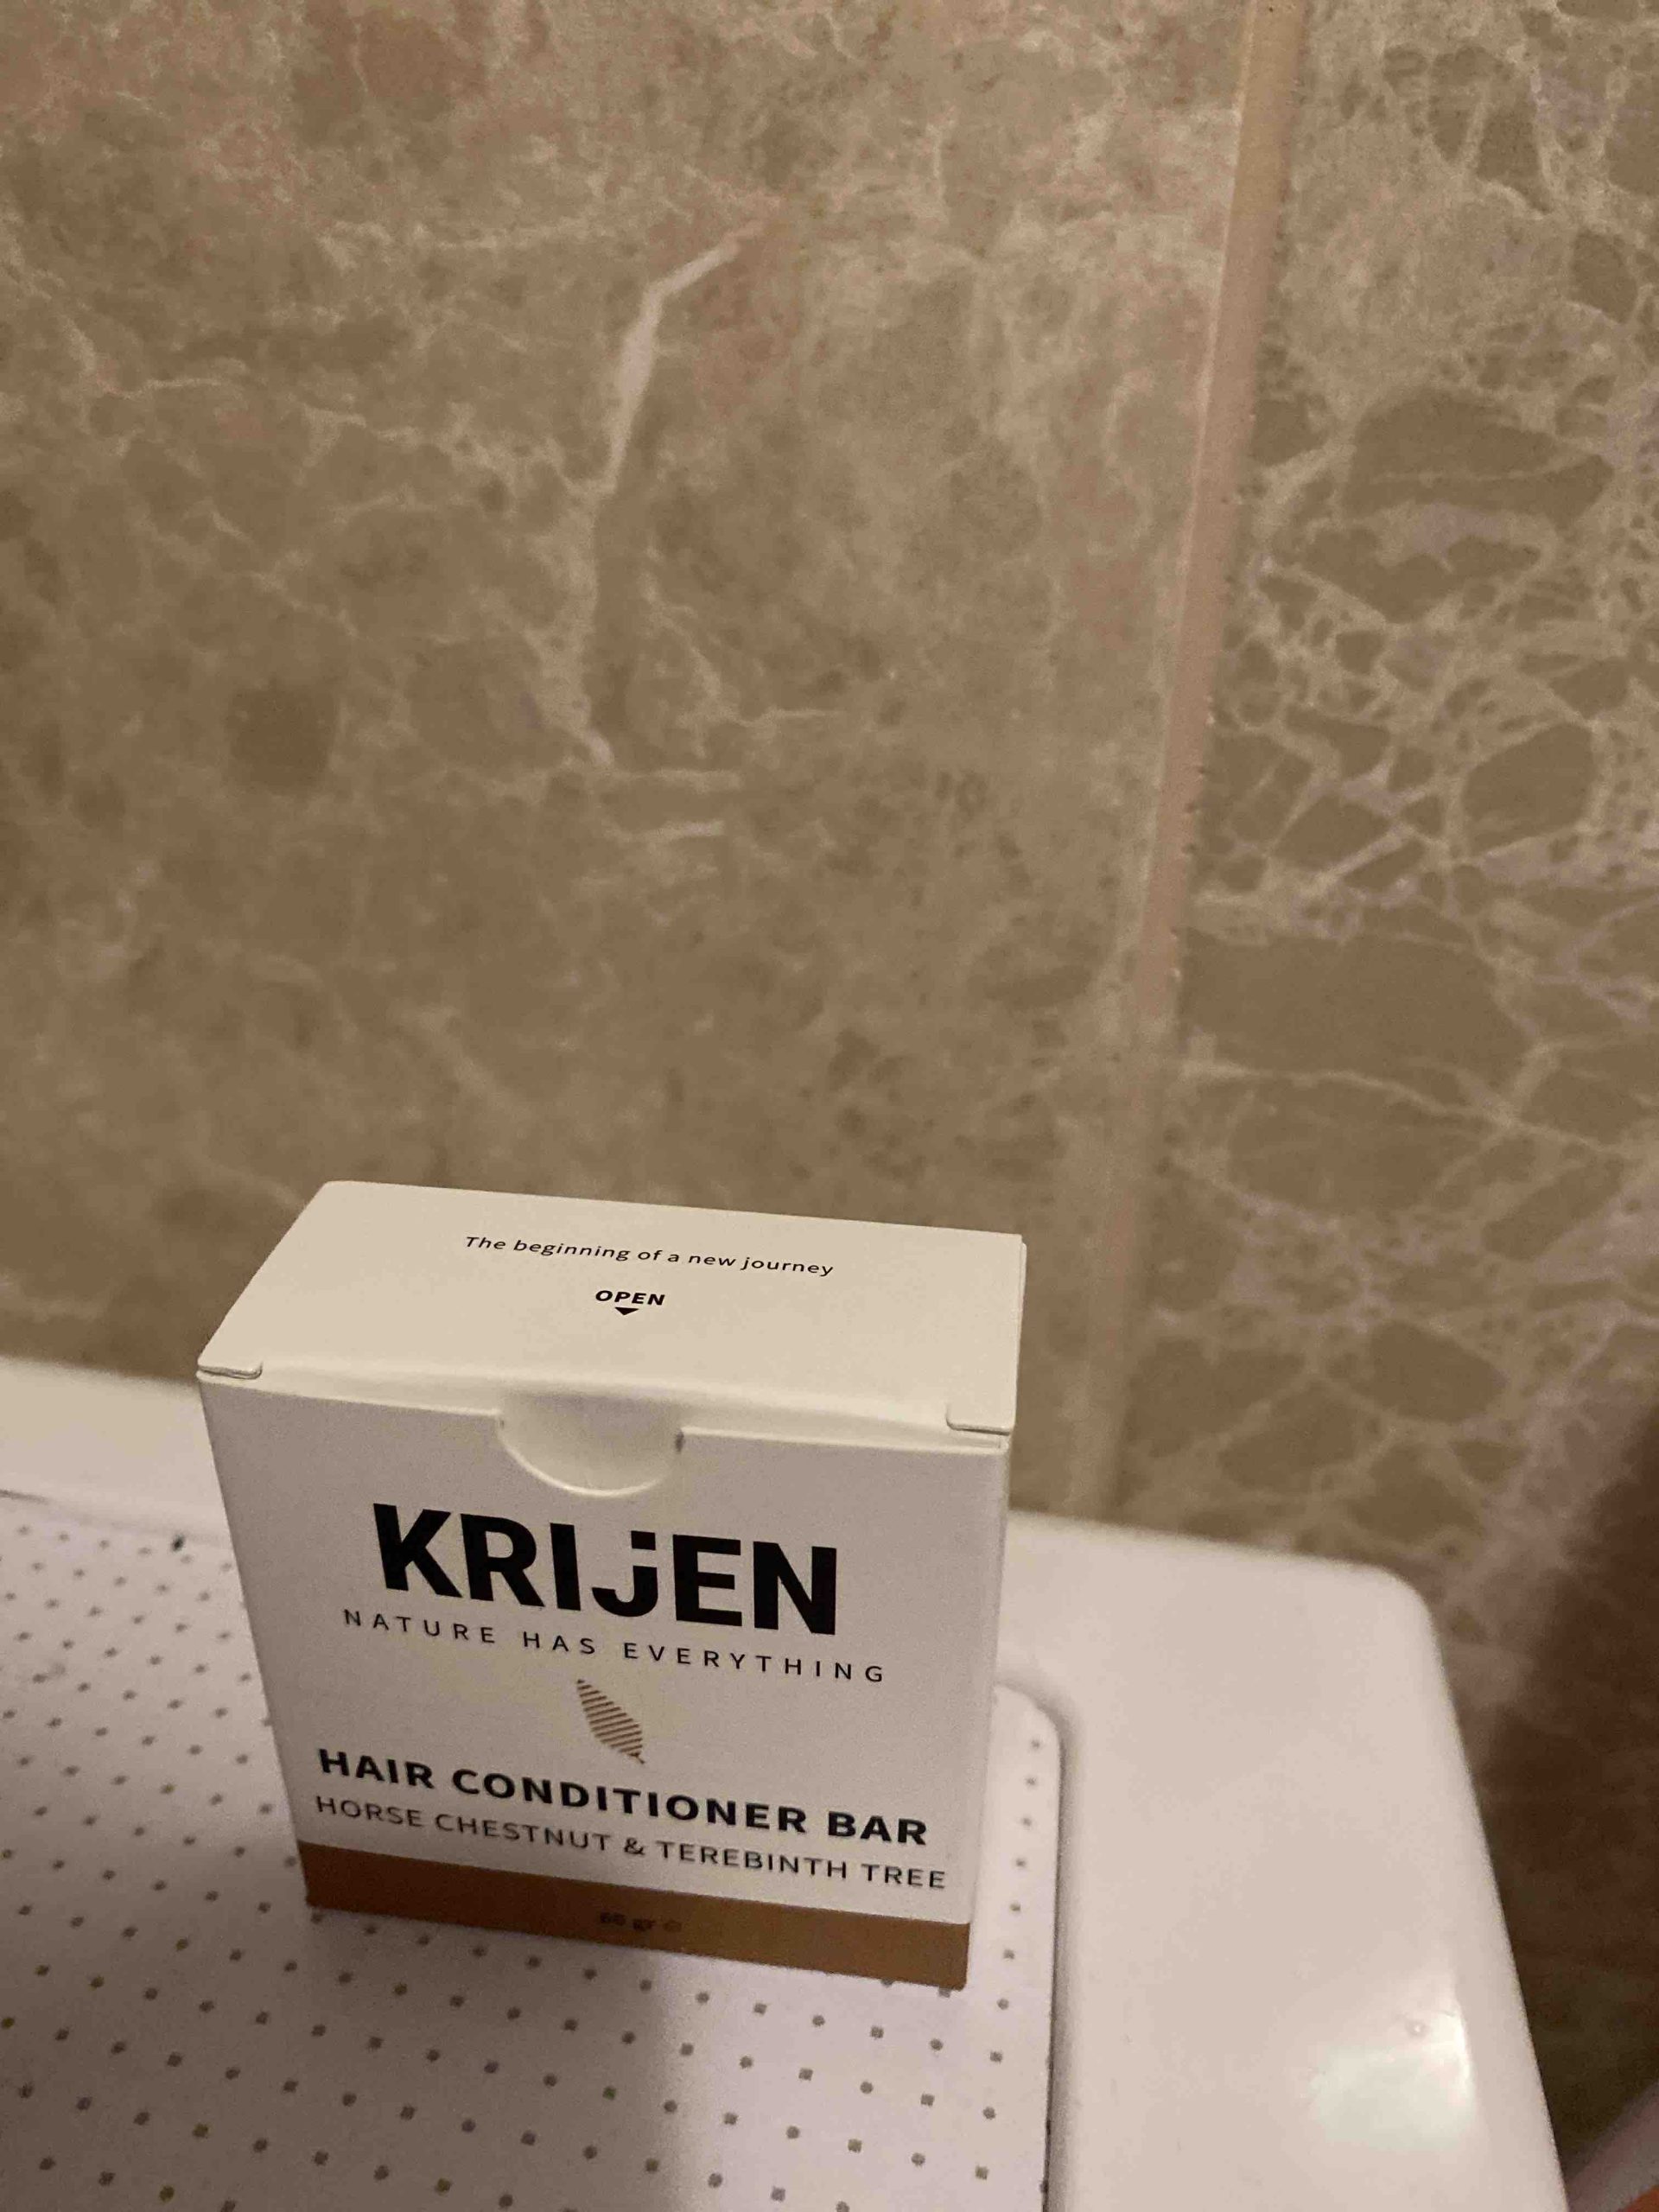 The beginning of a new journey
OPEN
KRIJEN
NATURE HAS EVERYTHING
HAIR CONDITIONER BAR
HORSE CHESTNUT & TEREBINTH TREE